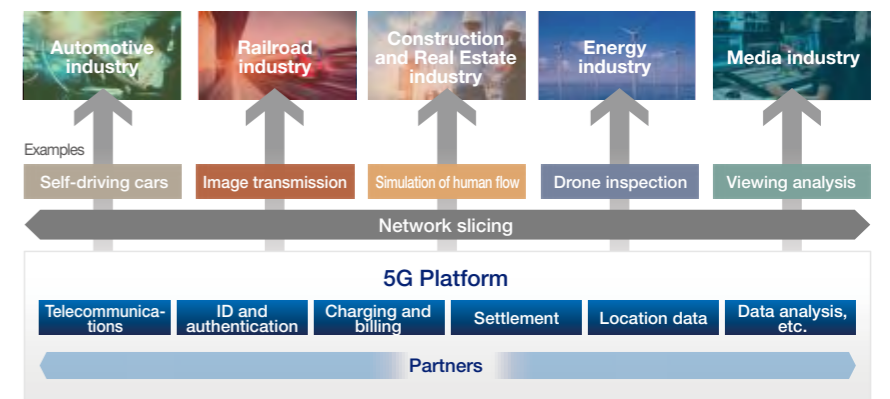 Automotive
industry
Railroad
industry
Construction
and Real Estate
industry
Energy
industry
Media industry
Examples
Self-driving cars
Image transmission
Simulation of human flow
Drone inspection
Viewing analysis
Network slicing
5G Platform
Telecommunica-
tions
ID and
authentication
Charging and
billing
Settlement
Location data
Data analysis,
etc.
Partners